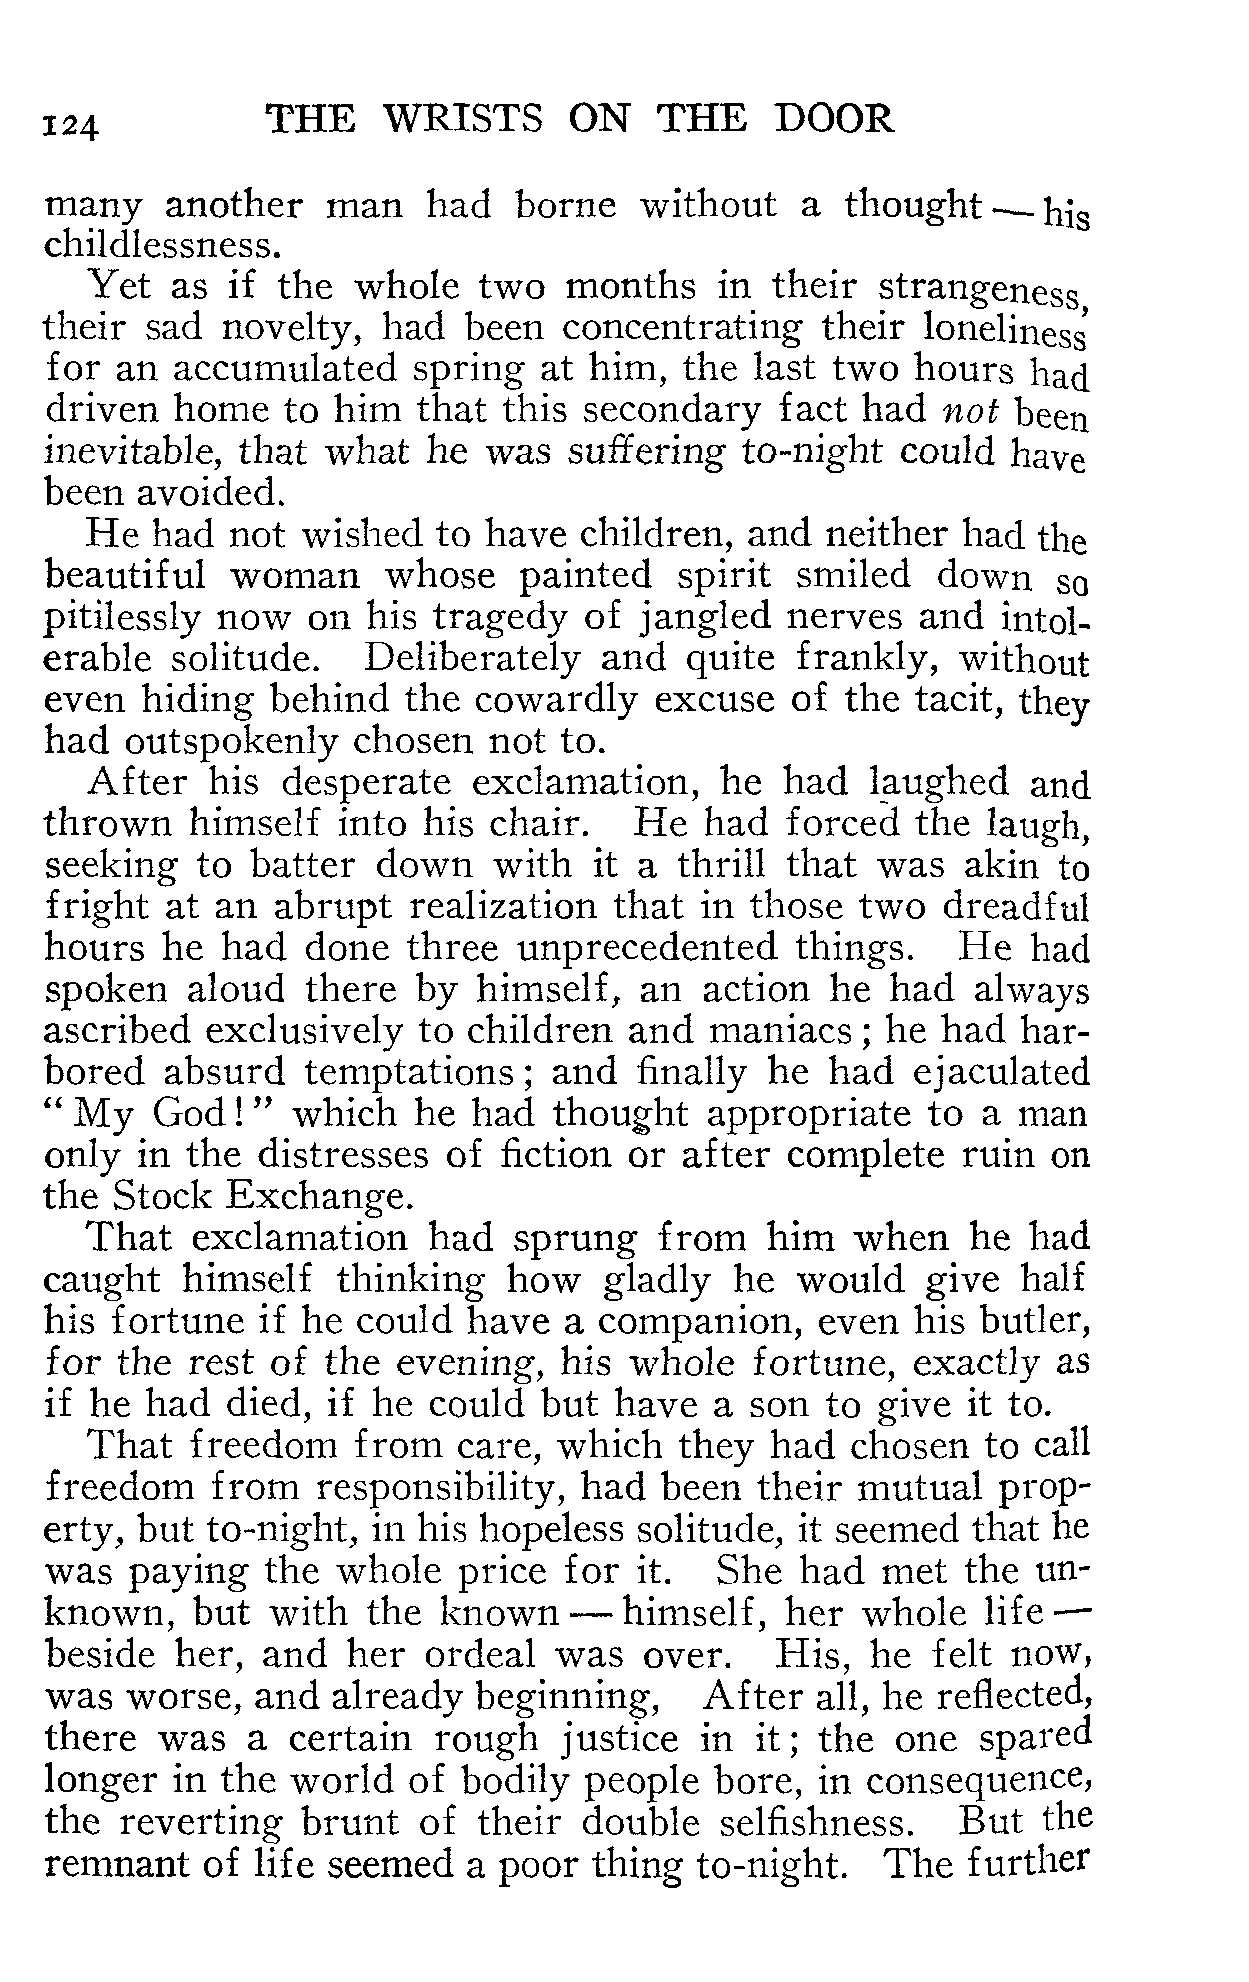 124 THE WRISTS ON THE DOOR
many another man had borne without a thought — his
childlessness.
Yet as if the whole two months in their strangeness,
their sad novelty, had been concentrating their loneliness
for an accumulated spring at him, the last two hours had
driven home to him that this secondary fact had not been
inevitable, that what he was suffering to-night could have
been avoided.
He had not wished to have children, and neither had the
beautiful woman whose painted spirit smiled down so
pitilessly now on his tragedy of jangled nerves and intol-
erable solitude. Deliberately and quite frankly, without
even hiding behind the cowardly excuse of the tacit, they
had outspokenly chosen not to.
After his desperate exclamation, he had laughed and
thrown himself into his chair. He had forced the laugh,
seeking to batter down with it a thrill that was akin to
fright at an abrupt realization that in those two dreadful
hours he had done three unprecedented things. He had
spoken aloud there by himself, an action he had always
ascribed exclusively to children and maniacs; he had har-
bored absurd temptations; and finally he had ejaculated
"My God!" which he had thought appropriate to a man
only in the distresses of fiction or after complete ruin on
the Stock Exchange.
That exclamation had sprung from him when he had
caught himself thinking how gladly he would give half
his fortune if he could have a companion, even his butler,
for the rest of the evening, his whole fortune, exactly as
if he had died, if he could but have a son to give it to.
That freedom from care, which they had chosen to call
freedom from responsibility, had been their mutual prop-
erty, but to-night, in his hopeless solitude, it seemed that he
was paying the whole price for it. She had met the un-
known, but with the known — himself, her whole life —
beside her, and her ordeal was over. His, he felt now,
was worse, and already beginning, After all, he reflected,
there was a certain rough justice in it; the one spared
longer in the world of bodily people bore, in consequence,
the reverting brunt of their double selfishness. But the
remnant of life seemed a poor thing to-night. The further